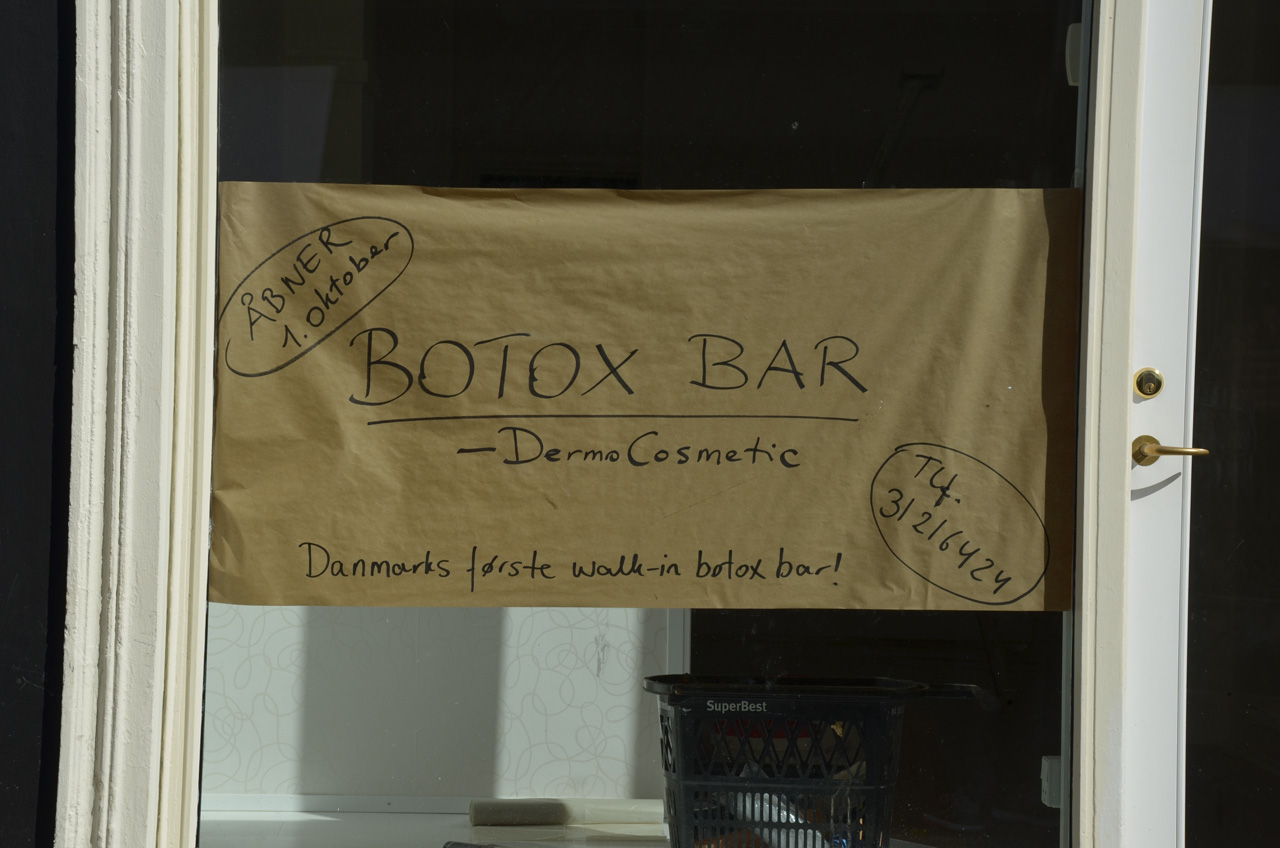 ÅBNER
1. Oktober
BOTOX BAR
– DermoCosmetic
Tlf.
31216424
Danmarks første walk-in botox bar!
SuperBest